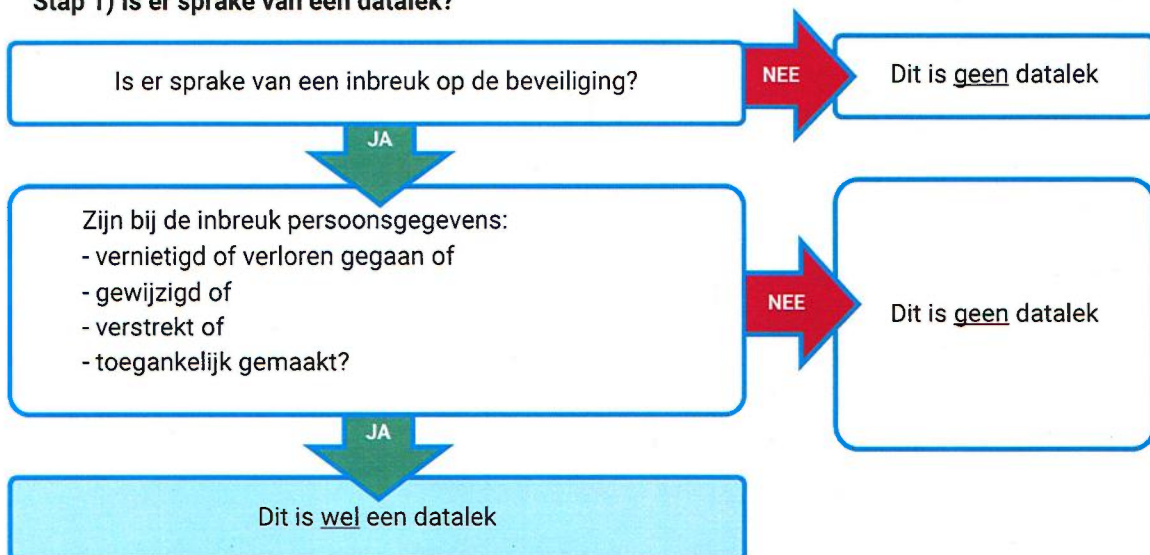 Stap 1) Is er sprake van een datalek?
Is er sprake van een inbreuk op de beveiliging?
NEE
Dit is geen datalek
JA
Zijn bij de inbreuk persoonsgegevens:
- vernietigd of verloren gegaan of
- gewijzigd of
- verstrekt of
- toegankelijk gemaakt?
NEE
Dit is geen datalek
JA
Dit is wel een datalek